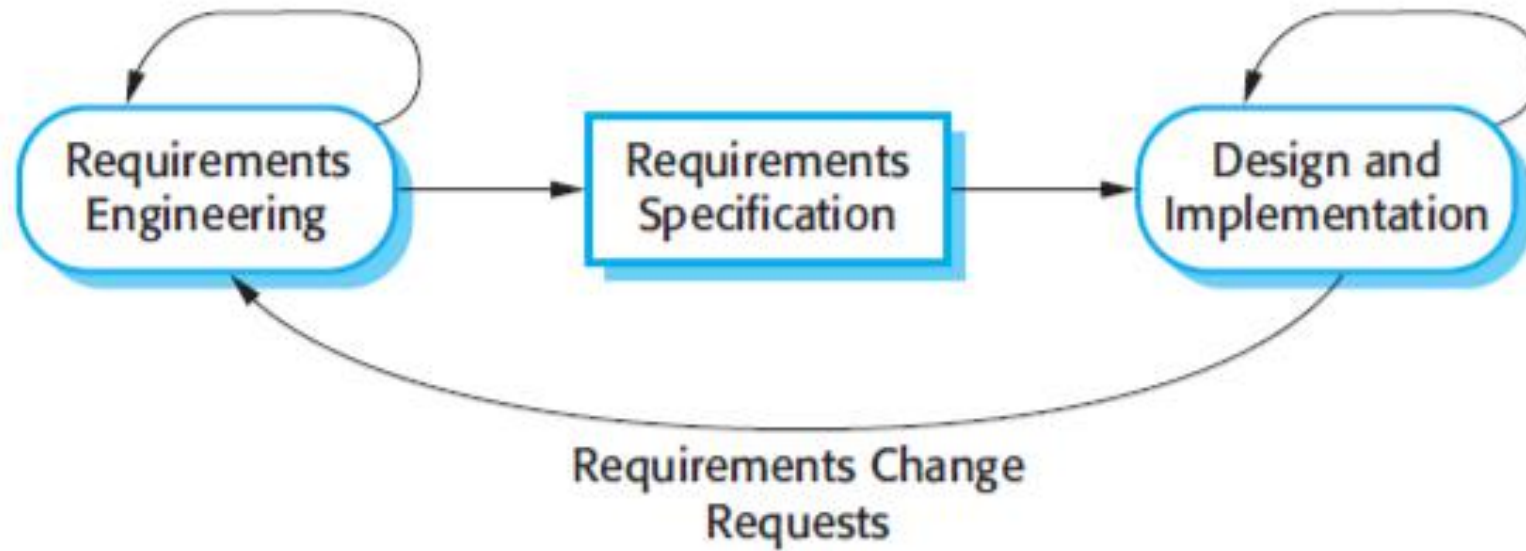 Requirements
Engineering
Requirements
Specification
Design and
Implementation
Requirements Change
Requests